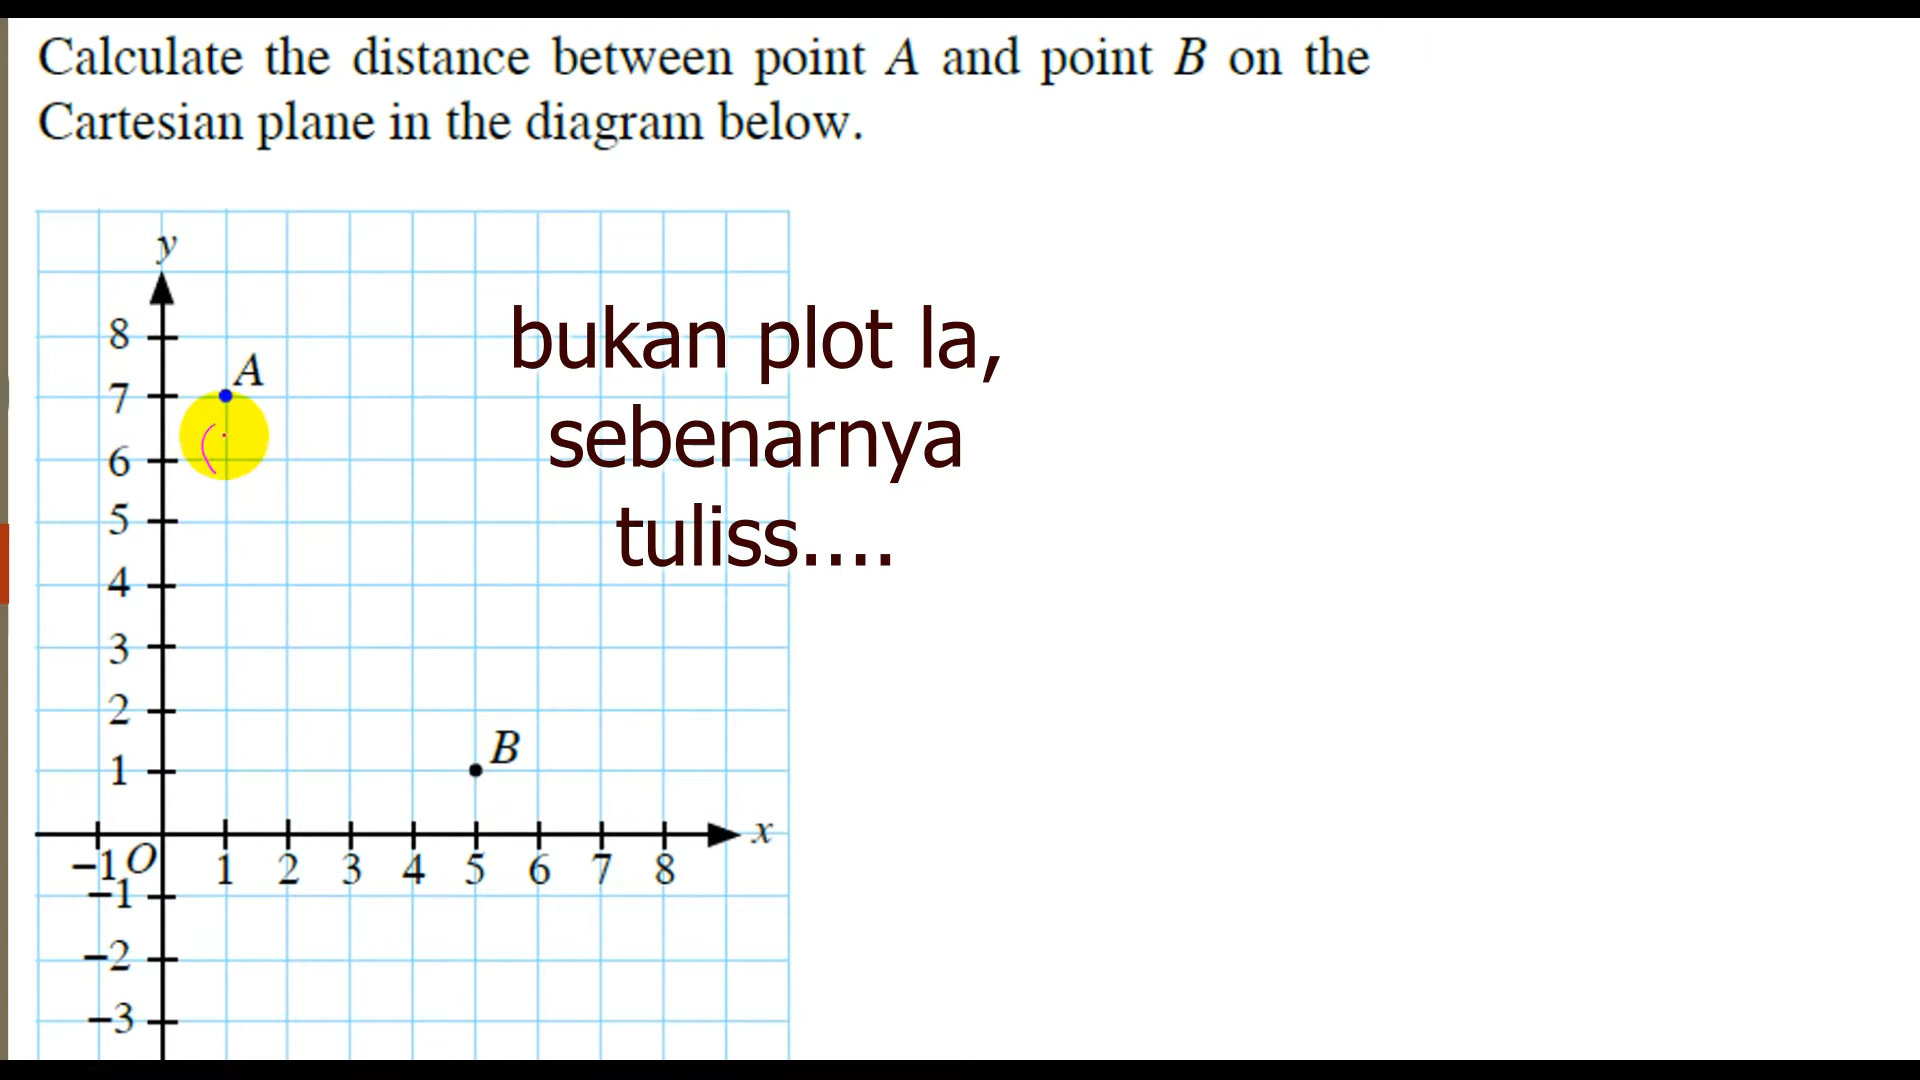 Calculate the distance between point A and point B on the
Cartesian plane in the diagram below.
y
bukan plot la,
8
A
7
sebenarnya
(
6
5
tuliss....
4
3
2
B
1
x
−1 O 1 2 3 4 5 6 7 8
−1
−2
−3